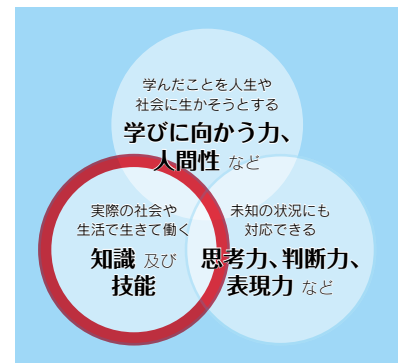 学んだことを人生や
社会に生かそうとする
学びに向かう力、
人間性 など
実際の社会や
生活で生きて働く
知識 及び
技能
未知の状況にも
対応できる
思考力、判断力、
表現力 など